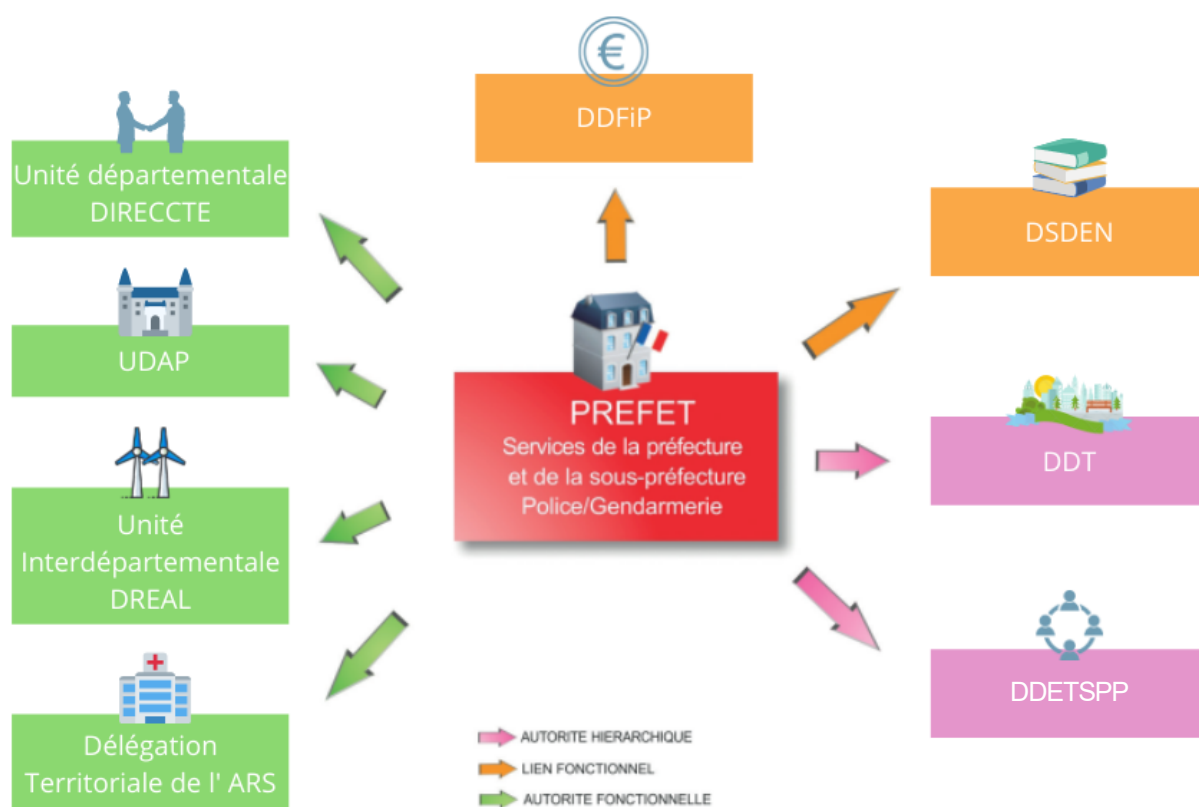 DDFiP
Unité départementale
DIRECCTE
DSDEN
UDAP
PREFET
Services de la préfecture
et de la sous-préfecture
Police/Gendarmerie
DDT
Unité
Interdépartementale
DREAL
DDETSPP
Délégation
Territoriale de l' ARS
AUTORITE HIERARCHIQUE
LIEN FONCTIONNEL
AUTORITE FONCTIONNELLE